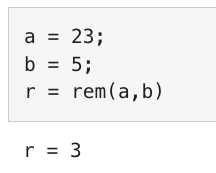 a = 23;
b = 5;
r = rem(a,b)
r = 3